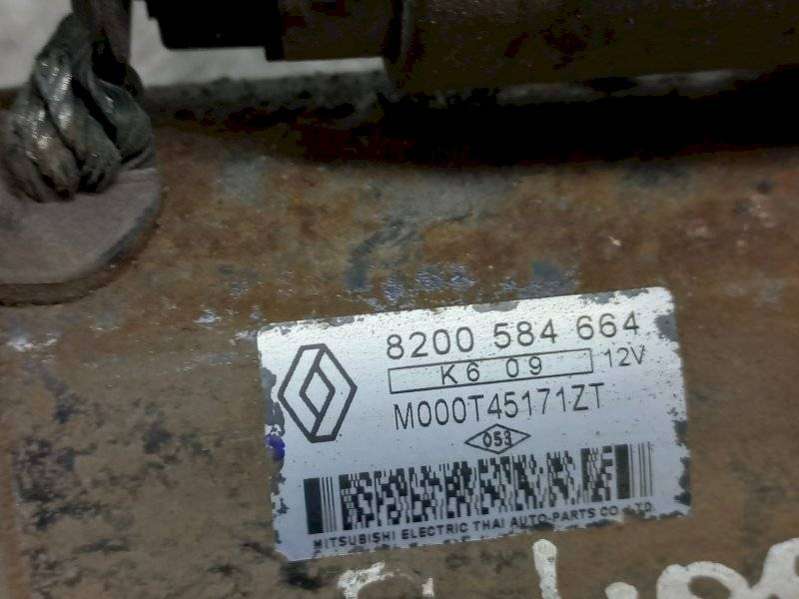 8200 584 664
K6 09 12V
M000T45171ZT
053
MITSUBISHI ELECTRIC THAI AUTO-PARTS CO., LTD.